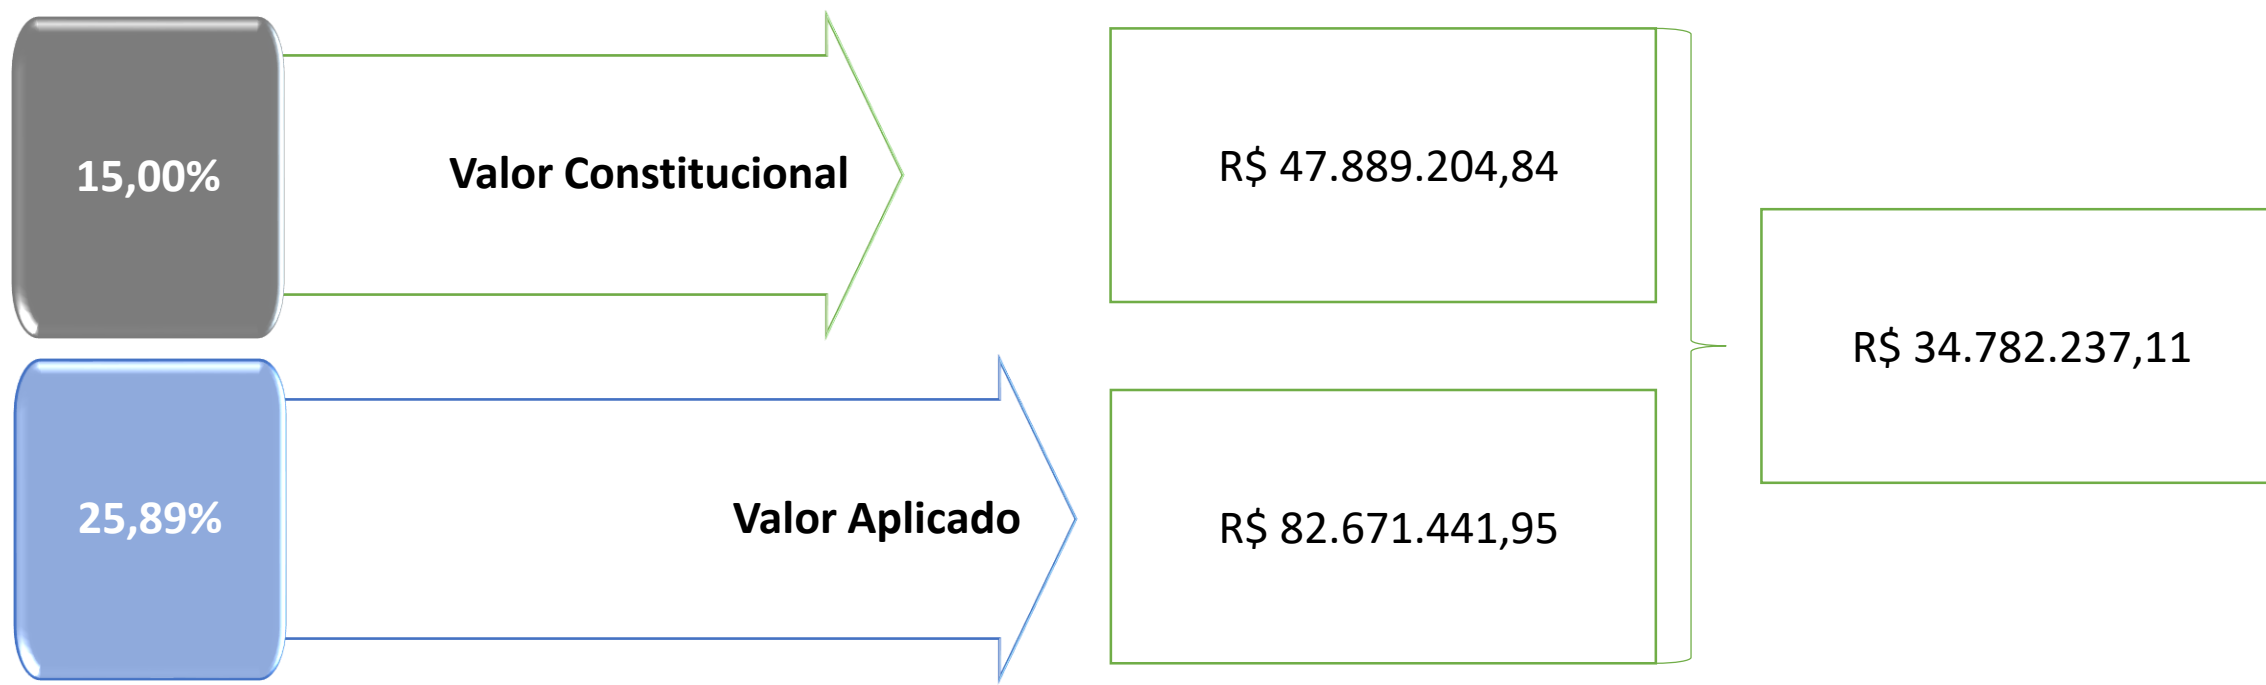 15,00%
Valor Constitucional
R$ 47.889.204,84
R$ 34.782.237,11
25,89%
Valor Aplicado
R$ 82.671.441,95